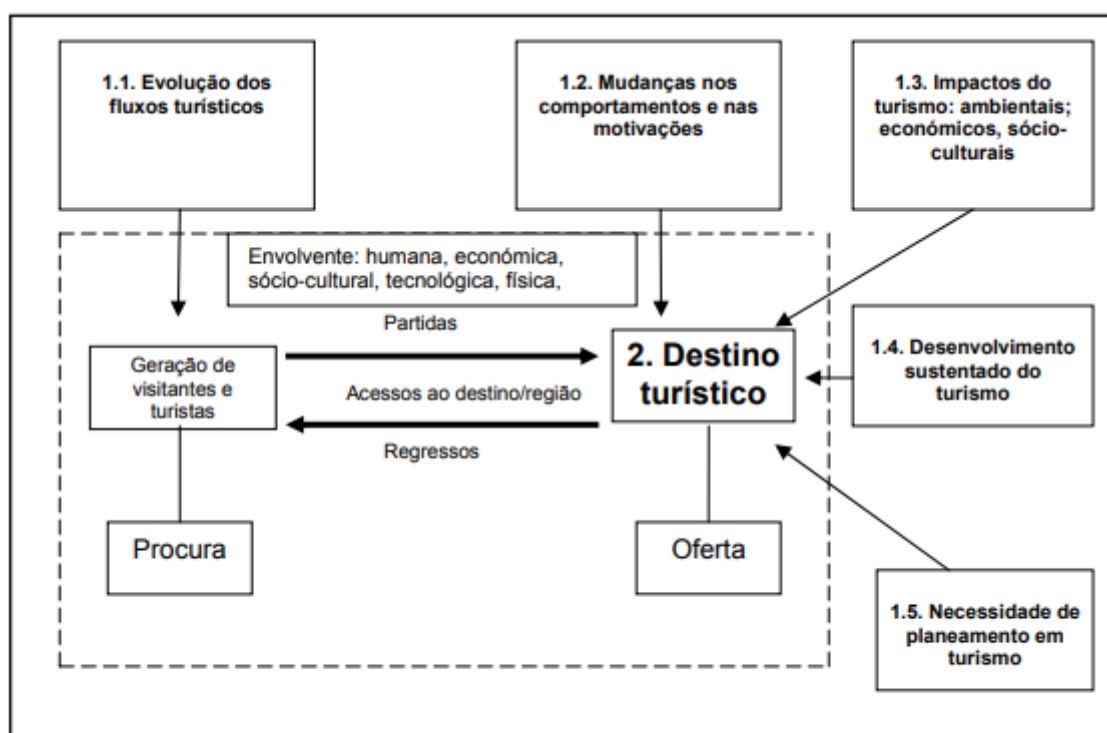 1.1. Evolução dos
fluxos turísticos
1.2. Mudanças nos
comportamentos e nas
motivações
1.3. Impactos do
turismo: ambientais;
económicos, sócio-
culturais
Envolvente: humana, económica,
sócio-cultural, tecnológica, física,
Partidas
Geração de
visitantes e
turistas
Acessos ao destino/região
2. Destino
turístico
1.4. Desenvolvimento
sustentado do
turismo
Regressos
Procura
Oferta
1.5. Necessidade de
planeamento em
turismo